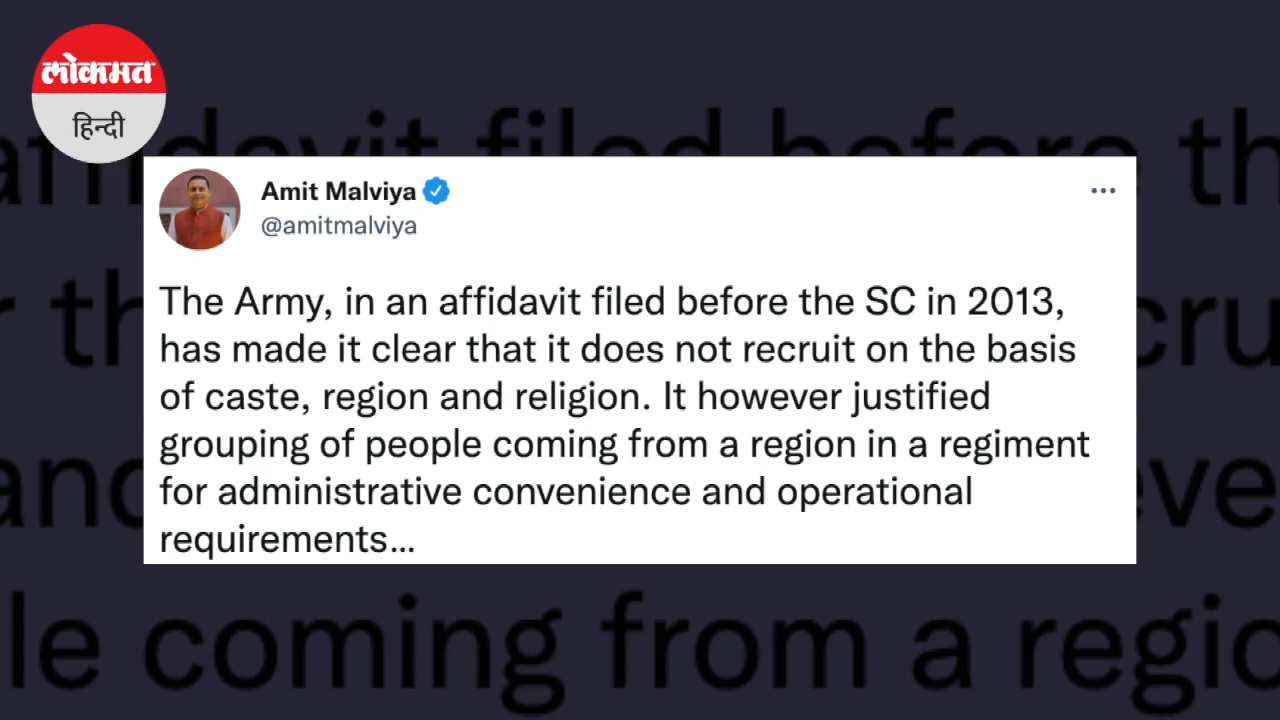 लोकमत
हिन्दी
Amit Malviya
@amitmalviya
The Army, in an affidavit filed before the SC in 2013,
has made it clear that it does not recruit on the basis
of caste, region and religion. It however justified
grouping of people coming from a region in a regiment
for administrative convenience and operational
requirements...